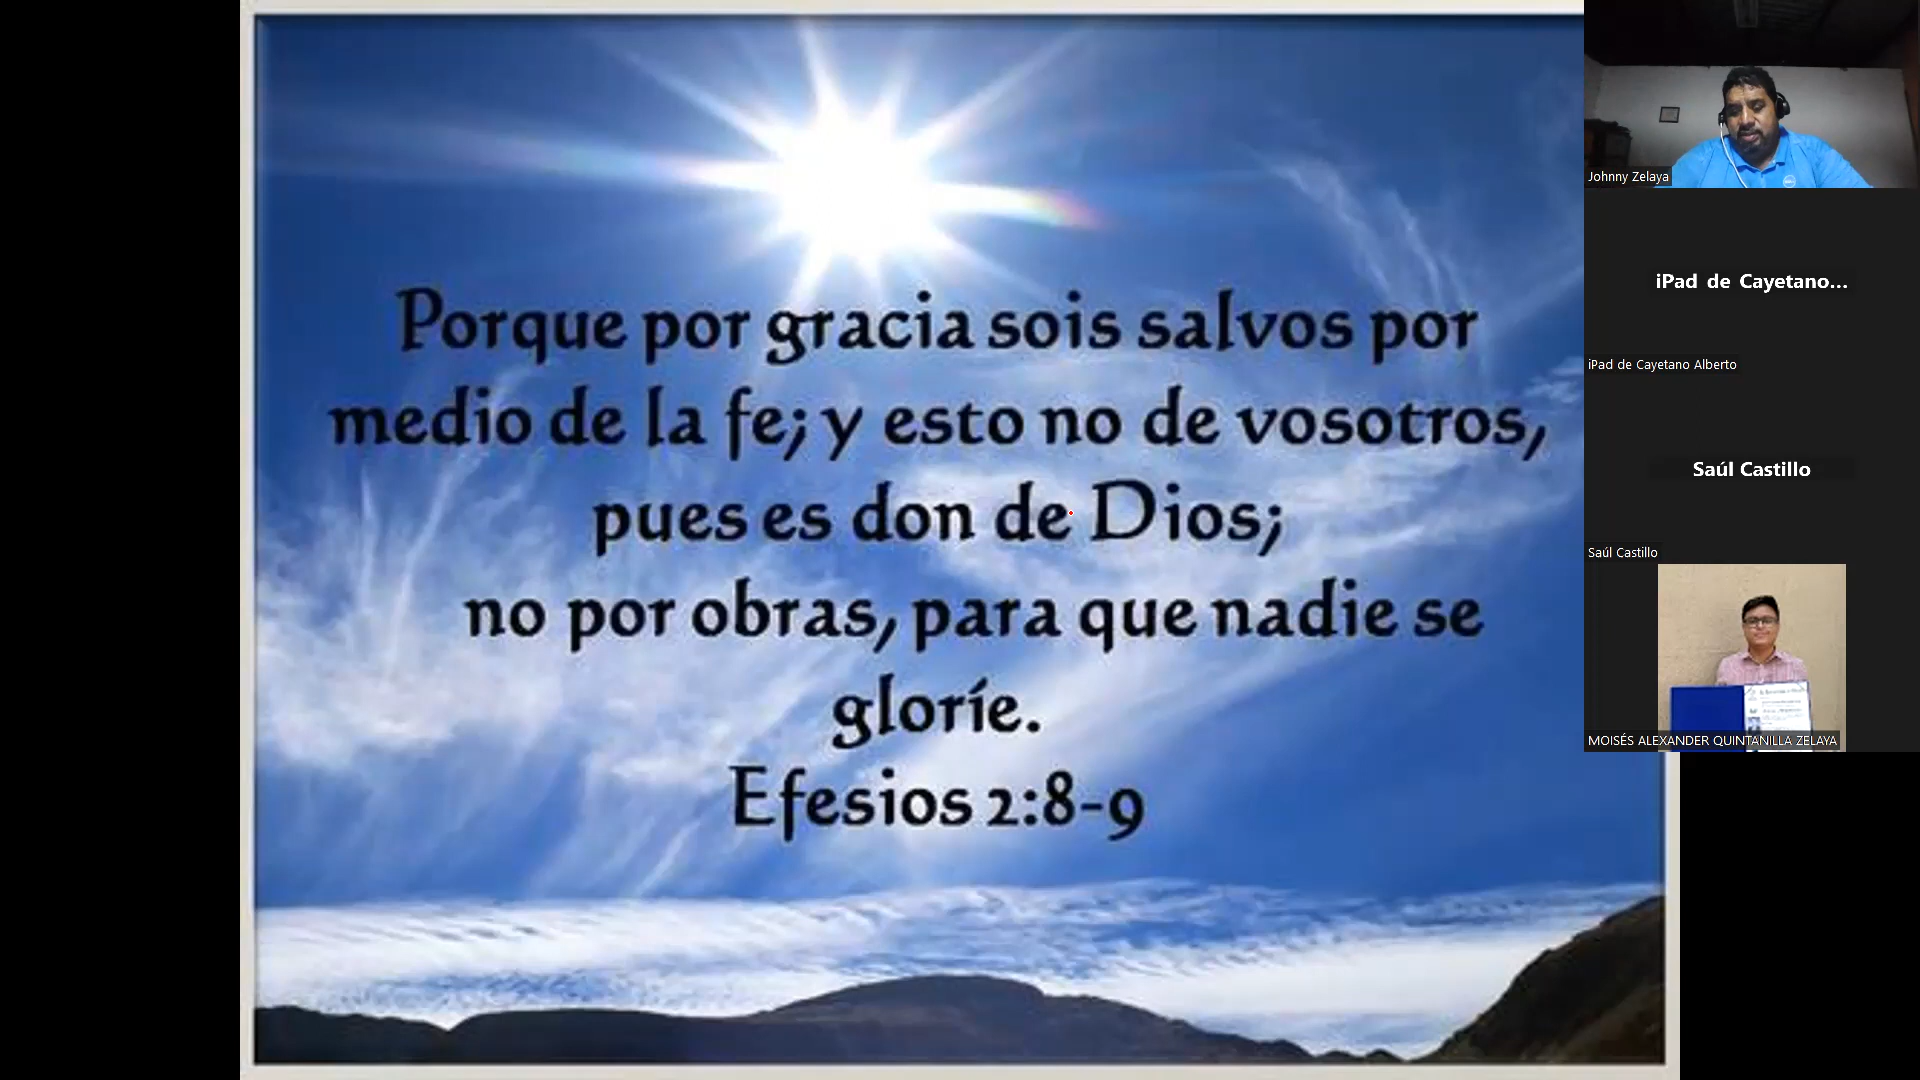 Porque por gracia sois salvos por
medio de la fe; y esto no de vosotros,
pues es don de Dios;
no por obras, para que nadie se
gloríe.
Efesios 2:8-9
Johnny Zelaya
iPad de Cayetano...
iPad de Cayetano Alberto
Saúl Castillo
Saúl Castillo
MOISÉS ALEXANDER QUINTANILLA ZELAYA